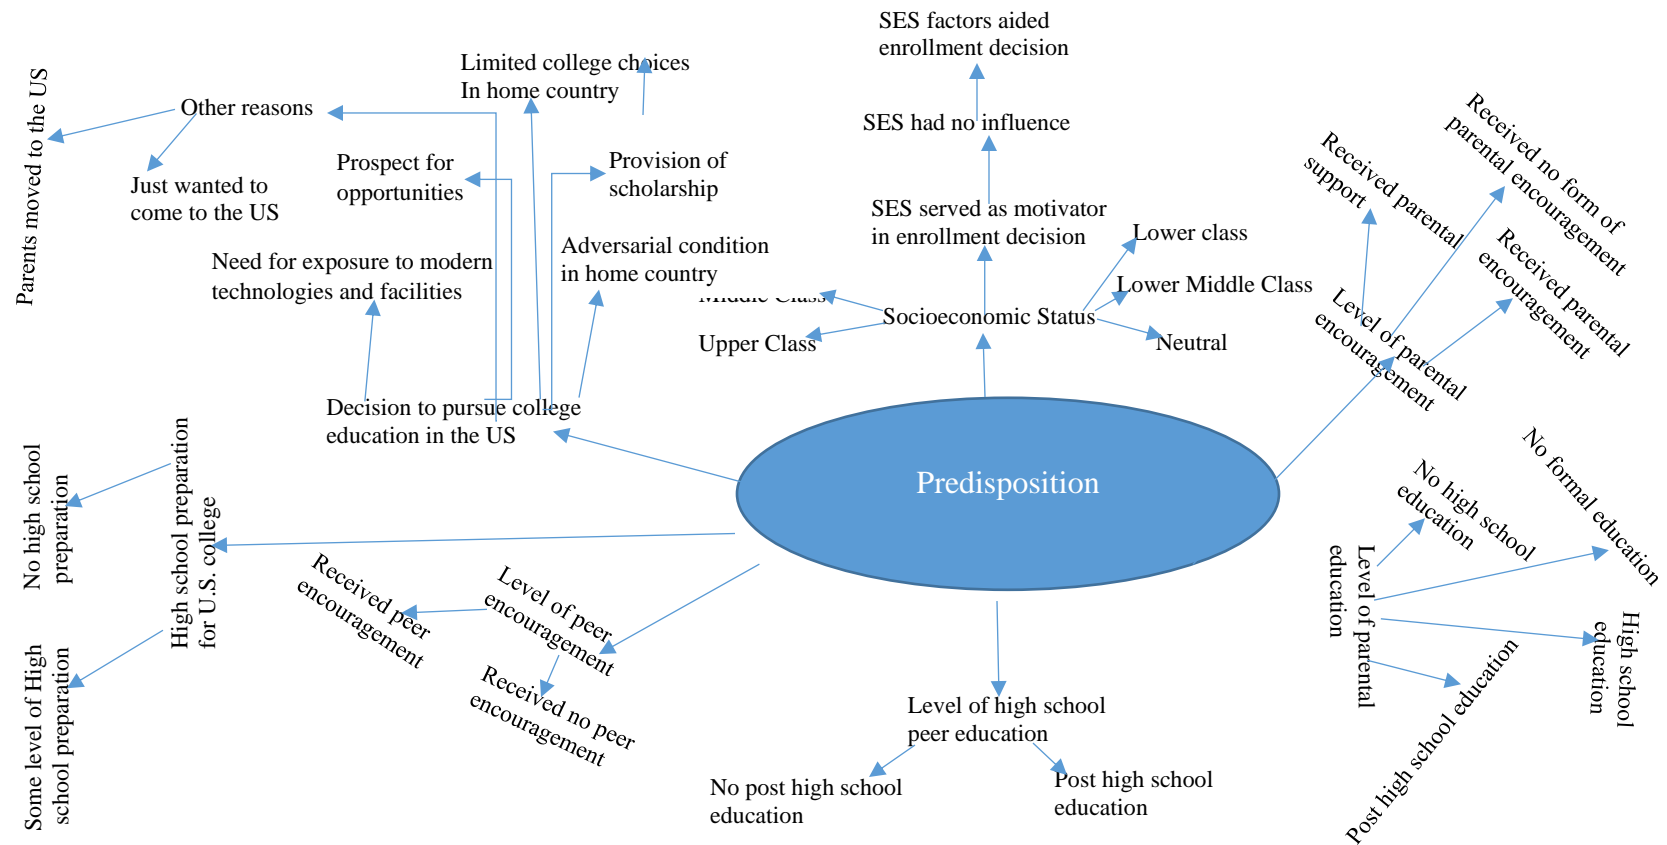 SES factors aided
enrollment decision
Limited college choices
In home country
SES had no influence
Other reasons
Parents moved to the US
Just wanted to
come to the US
Prospect for
opportunities
Provision of
scholarship
SES served as motivator
in enrollment decision
Need for exposure to modern
technologies and facilities
Adversarial condition
in home country
Lower class
Lower Middle Class
Middle Class
Socioeconomic Status
Upper Class
Neutral
Received parental
support
Received no form of
parental encouragement
Received parental
encouragement
Level of parental
encouragement
Decision to pursue college
education in the US
Predisposition
No high school
preparation
High school preparation
for U.S. college
Some level of High
school preparation
Received peer
encouragement
Level of peer
encouragement
Received no peer
encouragement
Level of high school
peer education
No post high school
education
Post high school
education
No high school
education
No formal education
Level of parental
education
High school
education
Post high school education